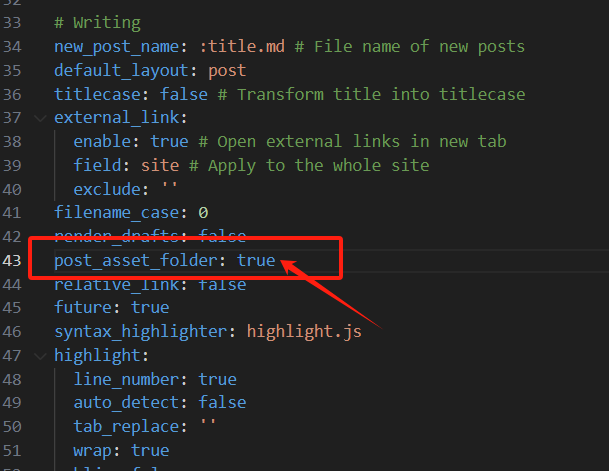 33 # Writing
34 new_post_name: :title.md # File name of new posts
35 default_layout: post
36 titlecase: false # Transform title into titlecase
37 external_link:
38 enable: true # Open external links in new tab
39 field: site # Apply to the whole site
40 exclude: ''
41 filename_case: 0
42 render_drafts: false
43 post_asset_folder: true
44 relative_link: false
45 future: true
46 syntax_highlighter: highlight.js
47 highlight:
48 line_number: true
49 auto_detect: false
50 tab_replace: ''
51 wrap: true